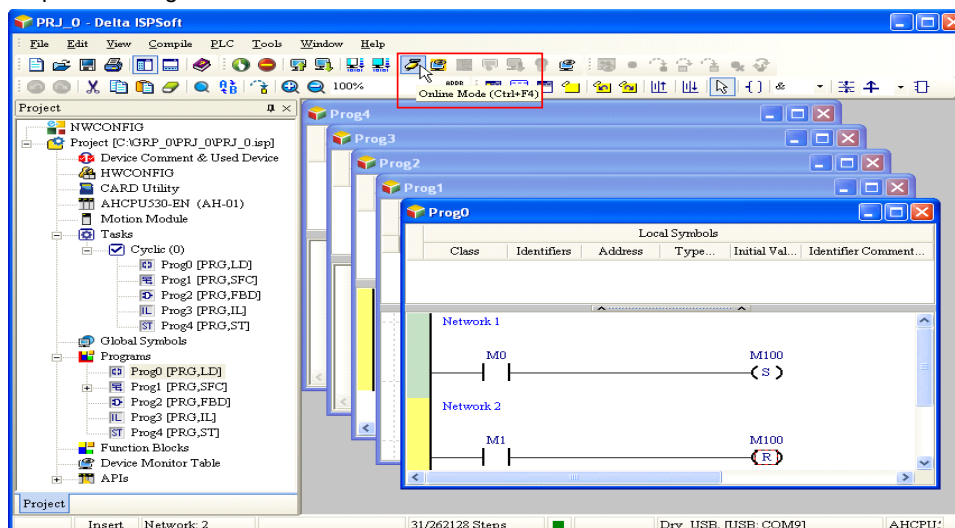 PRJ_0 - Delta ISPSoft
File Edit View Compile PLC Tools Window Help
100%
Online Mode (Ctrl+F4)
Project
NWCONFIG
Project [C:\GRP_0\PRJ_0\PRJ_0.isp]
Device Comment & Used Device
HWCONFIG
CARD Utility
AHCPU530-EN (AH-01)
Motion Module
Tasks
Cyclic (0)
Prog0 [PRG,LD]
Prog1 [PRG,SFC]
Prog2 [PRG,FBD]
Prog3 [PRG,IL]
Prog4 [PRG,ST]
Global Symbols
Programs
Prog0 [PRG,LD]
Prog1 [PRG,SFC]
Prog2 [PRG,FBD]
Prog3 [PRG,IL]
Prog4 [PRG,ST]
Function Blocks
Device Monitor Table
APIs
Project
Prog4
Prog3
Prog2
Prog1
Prog0
Local Symbols
Class Identifiers Address Type... Initial Val... Identifier Comment...
Network 1
M0 M100
S
Network 2
M1 M100
R
Insert Network: 2 31/262128 Steps